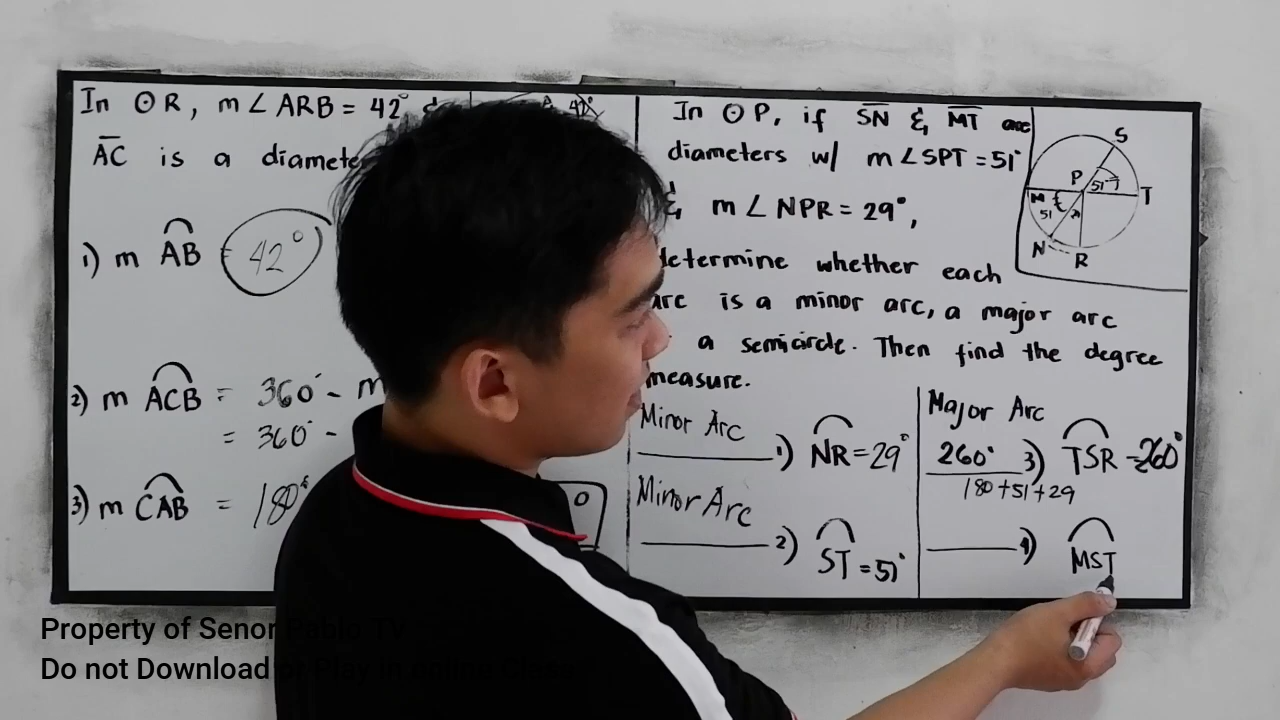 In ⊙R, m∠ARB = 42° &
AC is a diamete
1) m AB = 42°
2) m ACB = 360° - m
= 360° -
3) m CAB = 180°
In ⊙P, if SN & MT are
diameters w/ m∠SPT = 51°
& m∠NPR = 29°,
determine whether each
arc is a minor arc, a major arc
a semicircle. Then find the degree
measure.
S
P
51°
T
M
51
N
R
Minor Arc
1) NR = 29°
Minor Arc
2) ST = 51°
Major Arc
260° 3) TSR = 260°
180+51+29
4) MST
Property of Senor Pablo TV
Do not Download or Play in online Class